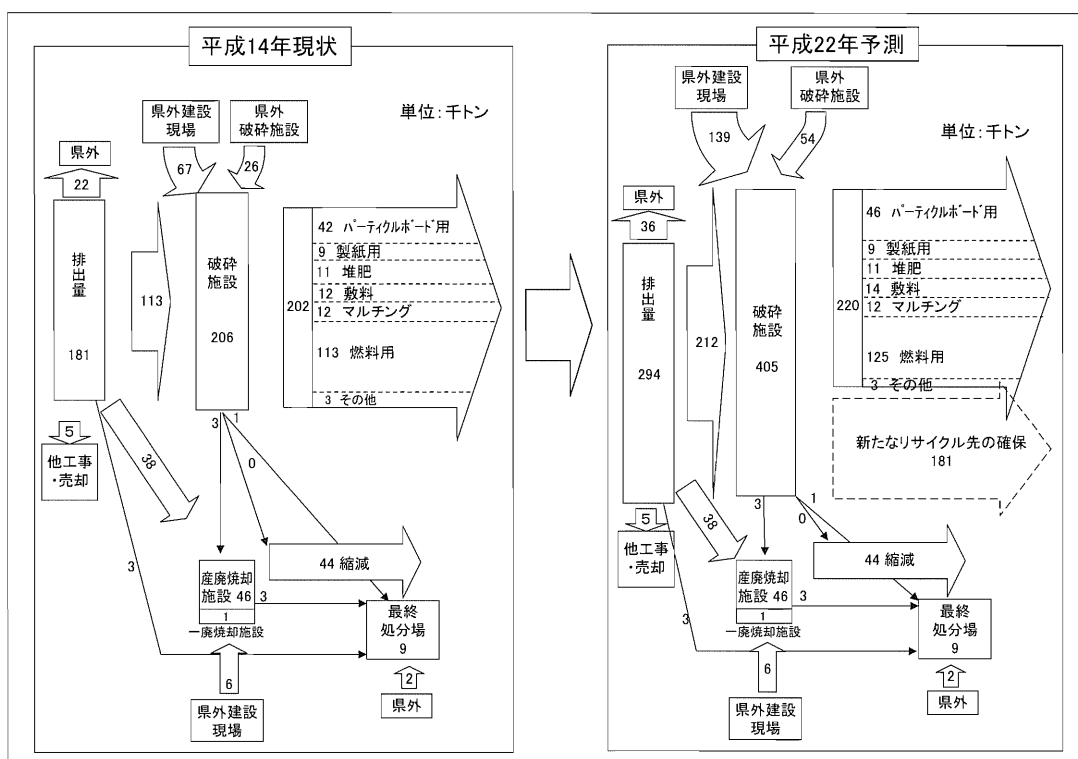 平成14年現状
県外建設
現場
県外
破砕施設
単位：千トン
県外
22
67
26
排出量
181
113
破砕
施設
206
202
42 パーティクルボード用
9 製紙用
11 堆肥
12 敷料
12 マルチング
113 燃料用
3 その他
5
他工事
・売却
38
3
1
0
3
44 縮減
産廃焼却
施設 46
1
一廃焼却施設
3
最終
処分場
9
6
県外建設
現場
2
県外
平成22年予測
県外建設
現場
県外
破砕施設
単位：千トン
139
54
県外
36
排出量
294
212
破砕
施設
405
220
46 パーティクルボード用
9 製紙用
11 堆肥
14 敷料
12 マルチング
125 燃料用
3 その他
新たなリサイクル先の確保
181
5
他工事
・売却
38
3
1
0
3
44 縮減
産廃焼却
施設 46
1
一廃焼却施設
3
最終
処分場
9
6
県外建設
現場
2
県外